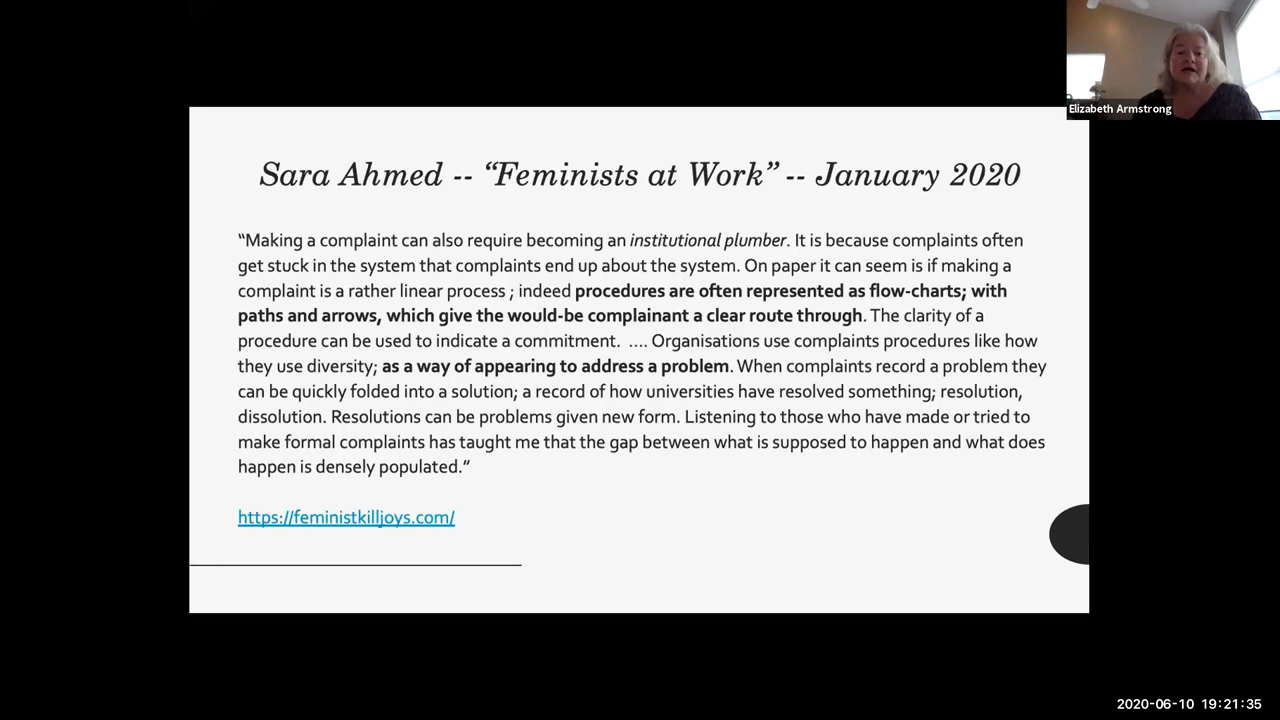 Elizabeth Armstrong
Sara Ahmed -- “Feminists at Work” -- January 2020
“Making a complaint can also require becoming an institutional plumber. It is because complaints often
get stuck in the system that complaints end up about the system. On paper it can seem is if making a
complaint is a rather linear process ; indeed procedures are often represented as flow-charts; with
paths and arrows, which give the would-be complainant a clear route through. The clarity of a
procedure can be used to indicate a commitment.  .... Organisations use complaints procedures like how
they use diversity; as a way of appearing to address a problem. When complaints record a problem they
can be quickly folded into a solution; a record of how universities have resolved something; resolution,
dissolution. Resolutions can be problems given new form. Listening to those who have made or tried to
make formal complaints has taught me that the gap between what is supposed to happen and what does
happen is densely populated.“
https://feministkilljoys.com/
2020-06-10 19:21:35